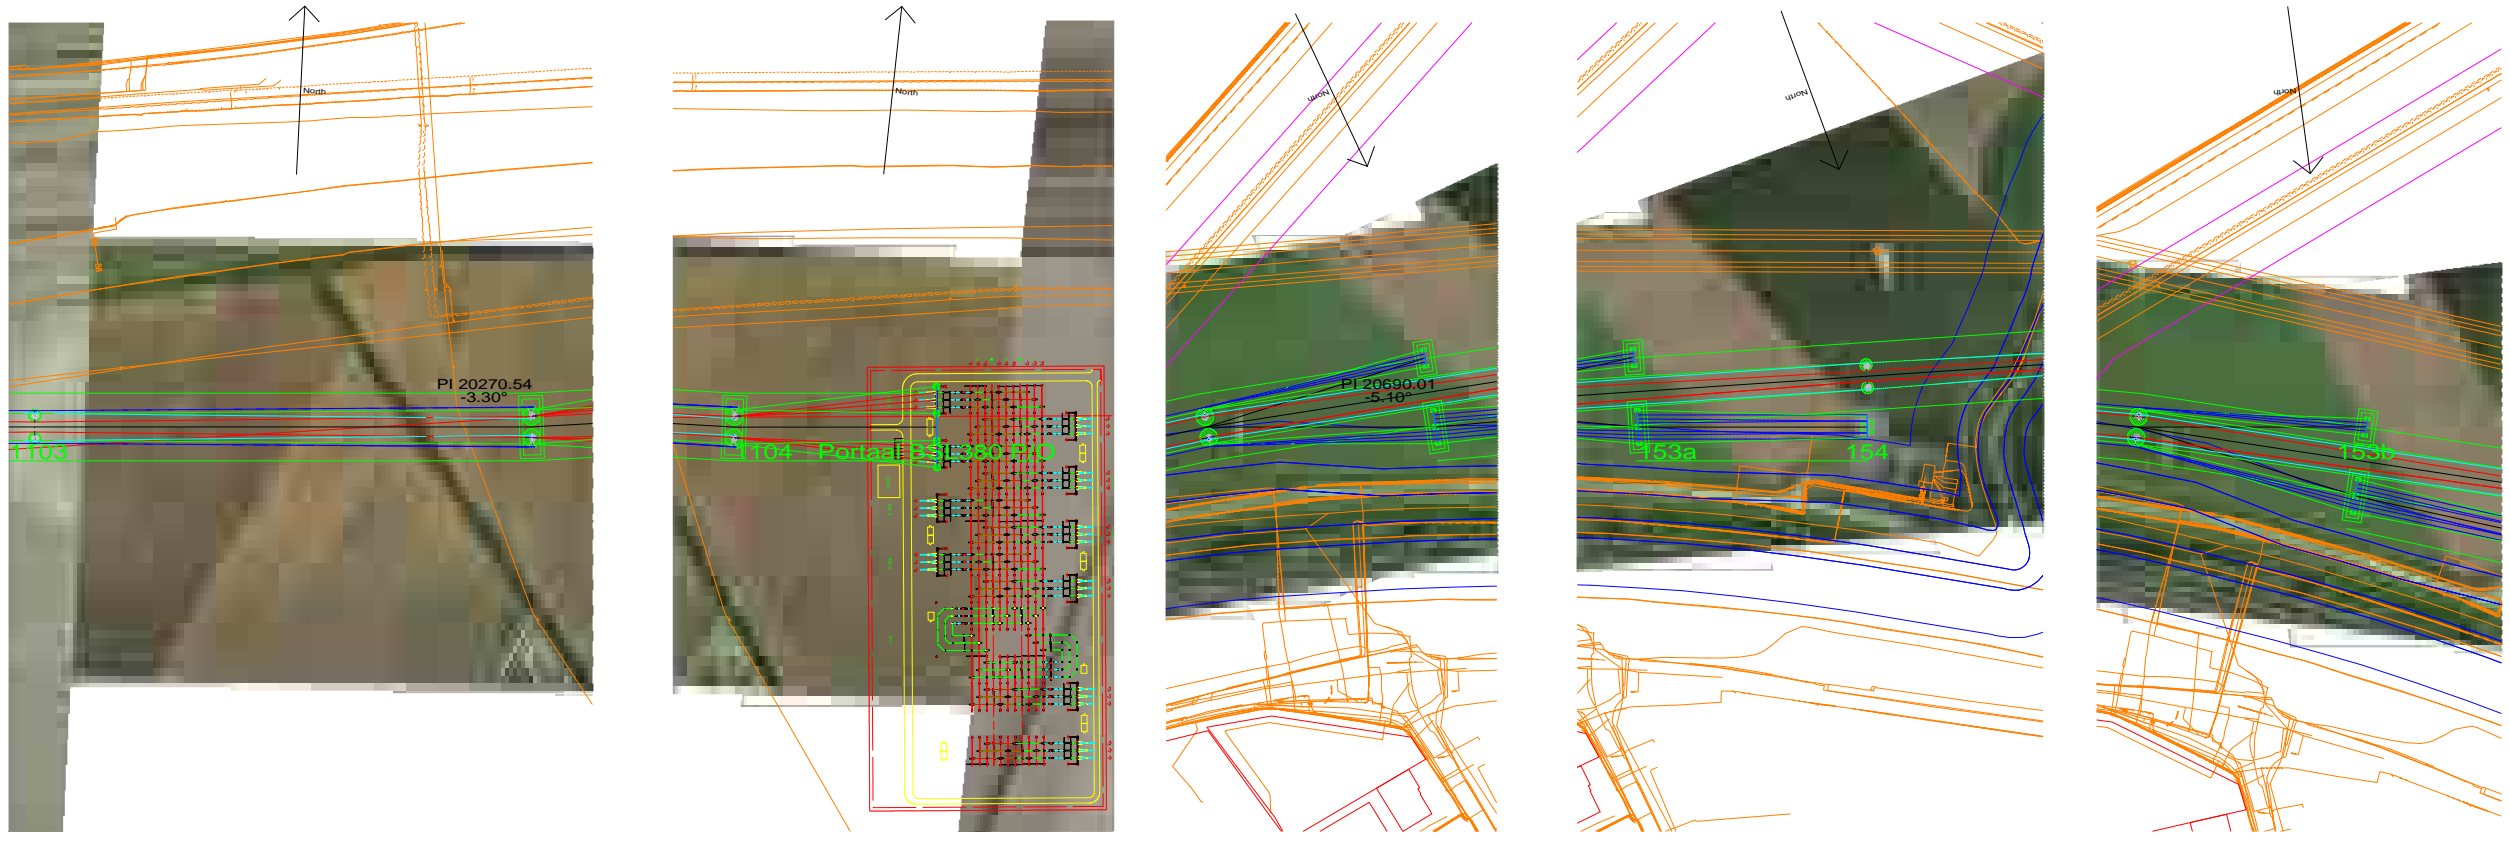 North
North
North
North
North
PI 20270.54
-3.30°
PI 20690.01
-5.10°
1103
1104 - Portaal BSL380 P/O
153a
154
153b